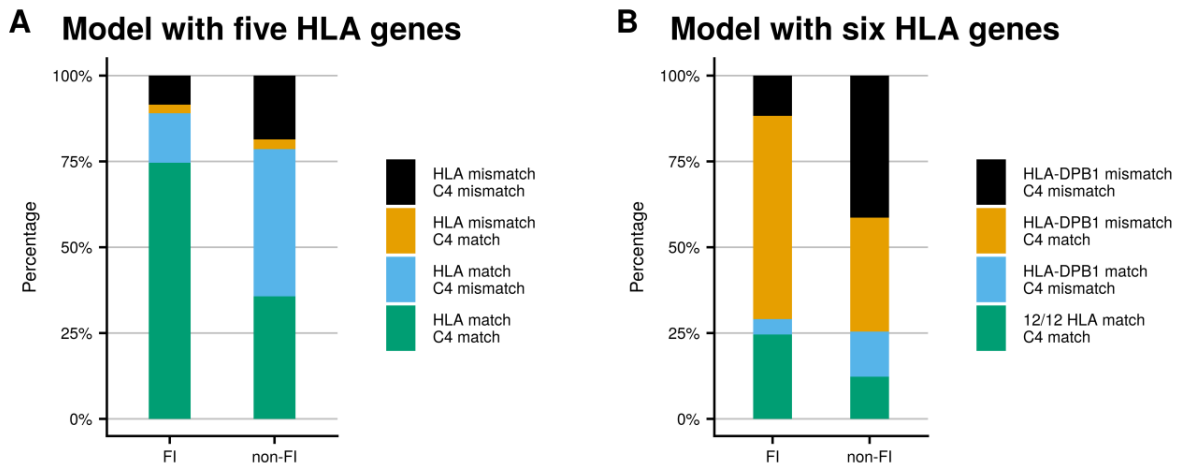 A Model with five HLA genes
100%
75%
50%
25%
0%
Percentage
FI non-FI
HLA mismatch
C4 mismatch
HLA mismatch
C4 match
HLA match
C4 mismatch
HLA match
C4 match
B Model with six HLA genes
100%
75%
50%
25%
0%
Percentage
FI non-FI
HLA-DPB1 mismatch
C4 mismatch
HLA-DPB1 mismatch
C4 match
HLA-DPB1 match
C4 mismatch
12/12 HLA match
C4 match